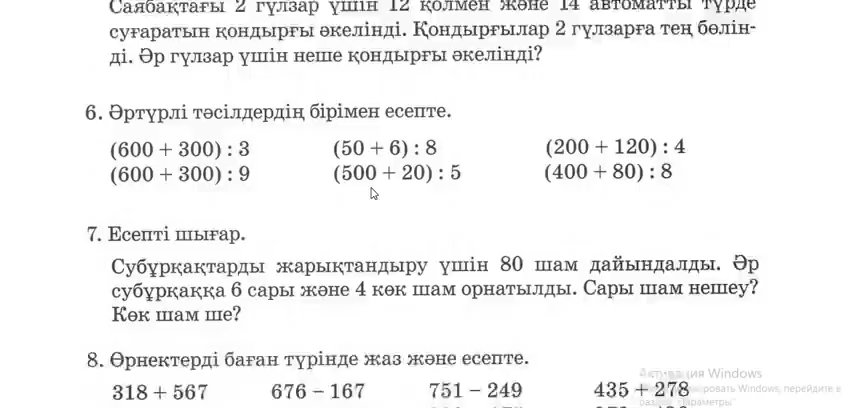 Саябақтағы 2 гүлзар үшін 12 қолмен және 14 автоматты түрде
суғаратын қондырғы әкелінді. Қондырғылар 2 гүлзарға тең бөлін-
ді. Әр гүлзар үшін неше қондырғы әкелінді?
6. Әртүрлі тәсілдердің бірімен есепте.
(600 + 300) : 3 (50 + 6) : 8 (200 + 120) : 4
(600 + 300) : 9 (500 + 20) : 5 (400 + 80) : 8
7. Есепті шығар.
Субұрқақтарды жарықтандыру үшін 80 шам дайындалды. Әр
субұрқаққа 6 сары және 4 көк шам орнатылды. Сары шам нешеу?
Көк шам ше?
8. Өрнектерді баған түрінде жаз және есепте.
Активация Windows
318 + 567 676 – 167 751 – 249 435 + 278
Windows, перейдите в
"Параметры"